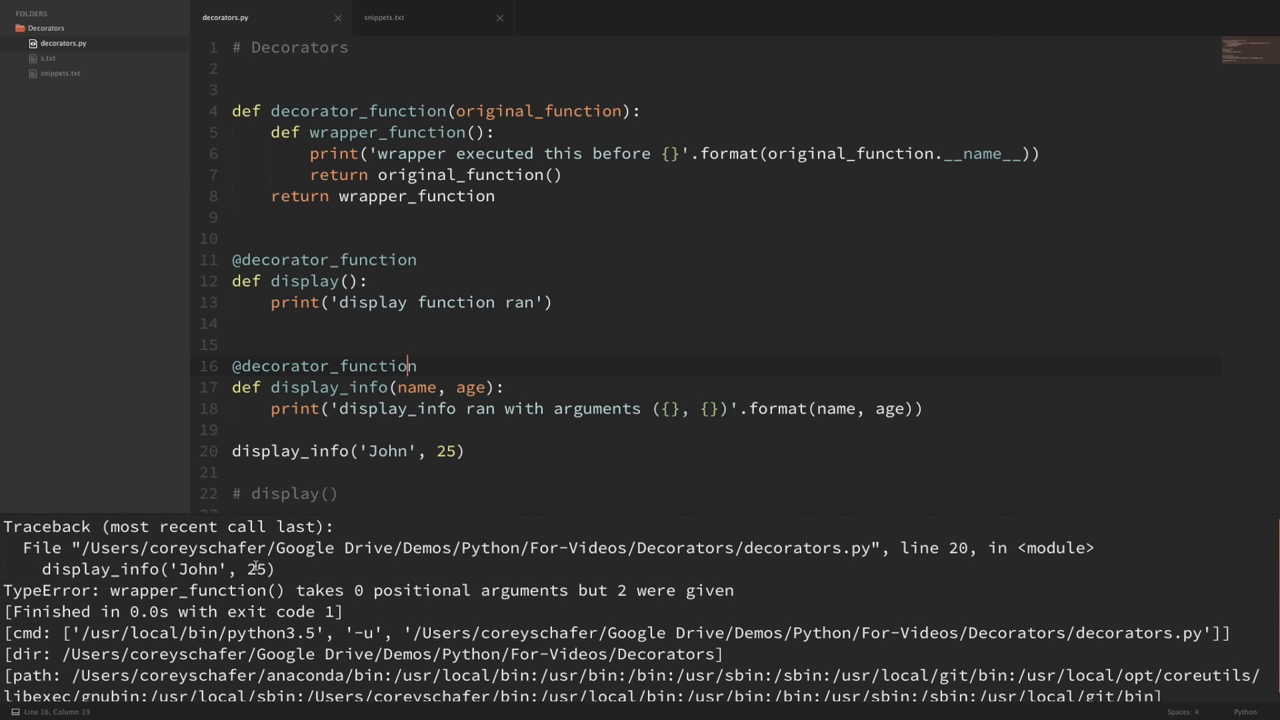 FOLDERS
Decorators
decorators.py
s.txt
snippets.txt
decorators.py
snippets.txt
1 # Decorators
2
3
4 def decorator_function(original_function):
5     def wrapper_function():
6         print('wrapper executed this before {}'.format(original_function.__name__))
7         return original_function()
8     return wrapper_function
9
10
11 @decorator_function
12 def display():
13     print('display function ran')
14
15
16 @decorator_function
17 def display_info(name, age):
18     print('display_info ran with arguments ({}, {})'.format(name, age))
19
20 display_info('John', 25)
21
22 # display()
Traceback (most recent call last):
  File "/Users/coreyschafer/Google Drive/Demos/Python/For-Videos/Decorators/decorators.py", line 20, in <module>
    display_info('John', 25)
TypeError: wrapper_function() takes 0 positional arguments but 2 were given
[Finished in 0.0s with exit code 1]
[cmd: ['/usr/local/bin/python3.5', '-u', '/Users/coreyschafer/Google Drive/Demos/Python/For-Videos/Decorators/decorators.py']]
[dir: /Users/coreyschafer/Google Drive/Demos/Python/For-Videos/Decorators]
[path: /Users/coreyschafer/anaconda/bin:/usr/local/bin:/usr/bin:/bin:/usr/sbin:/sbin:/usr/local/git/bin:/usr/local/opt/coreutils/
libexec/gnubin:/usr/local/sbin:/Users/coreyschafer/anaconda/bin:/usr/local/bin:/usr/bin:/bin:/usr/sbin:/sbin:/usr/local/git/bin]
Line 16, Column 19
Spaces: 4
Python